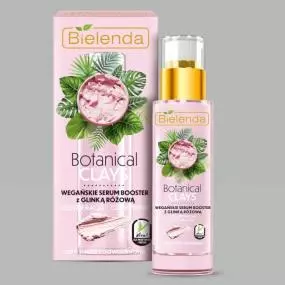 Bielenda
Botanical
CLAYS
WEGAŃSKIE SERUM BOOSTER
z GLINKĄ RÓŻOWĄ
Bielenda
Botanical
CLAYS
WEGAŃSKIE SERUM BOOSTER
z GLINKĄ RÓŻOWĄ